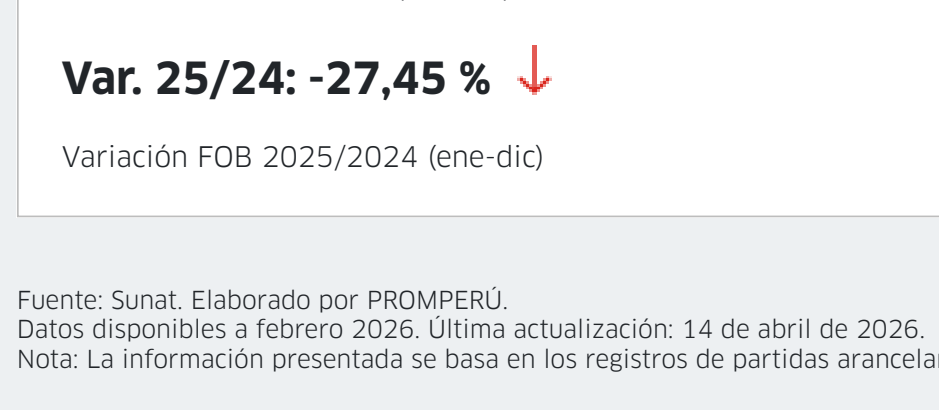 Var. 25/24: -27,45 %
Variación FOB 2025/2024 (ene-dic)
Fuente: Sunat. Elaborado por PROMPERÚ.
Datos disponibles a febrero 2026. Última actualización: 14 de abril de 2026.
Nota: La información presentada se basa en los registros de partidas